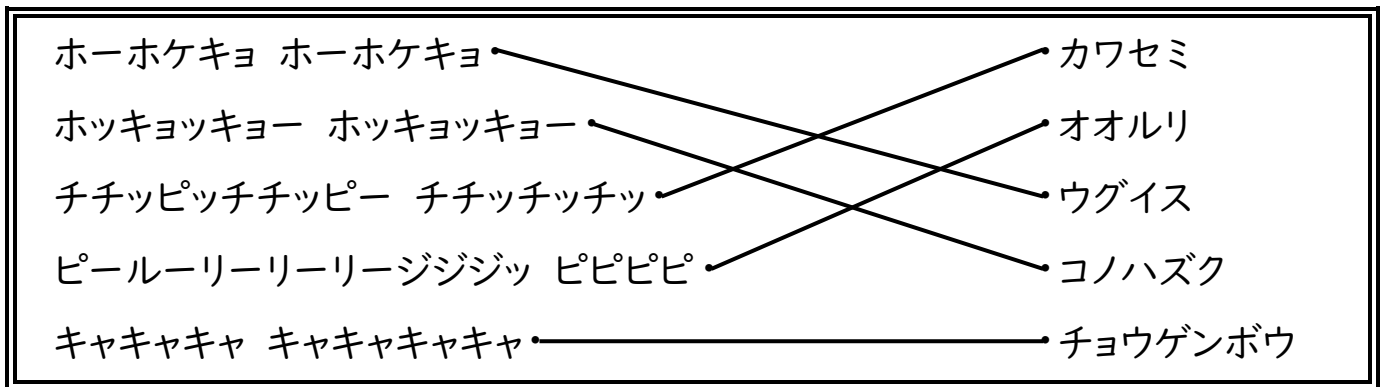 ホーホケキョ ホーホケキョ カワセミ
ホッキョッキョー ホッキョッキョー オオルリ
チチッピッチチッピー チチッチッチッ ウグイス
ピールーリーリーリージジジッ ピピピピ コノハズク
キャキャキャ キャキャキャキャ チョウゲンボウ